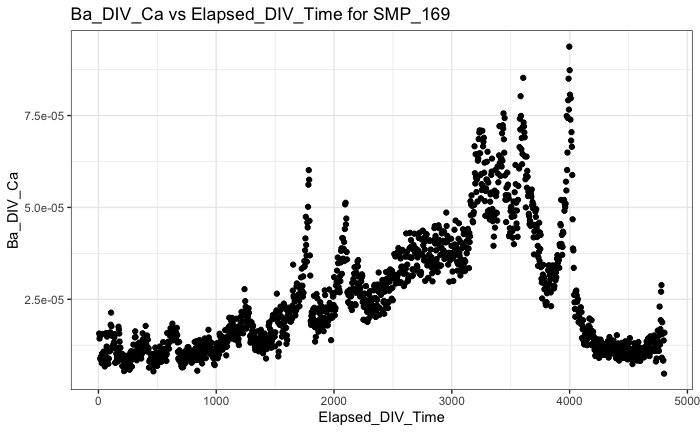 Ba_DIV_Ca vs Elapsed_DIV_Time for SMP_169
7.5e-05
5.0e-05
2.5e-05
Ba_DIV_Ca
0 1000 2000 3000 4000 5000
Elapsed_DIV_Time